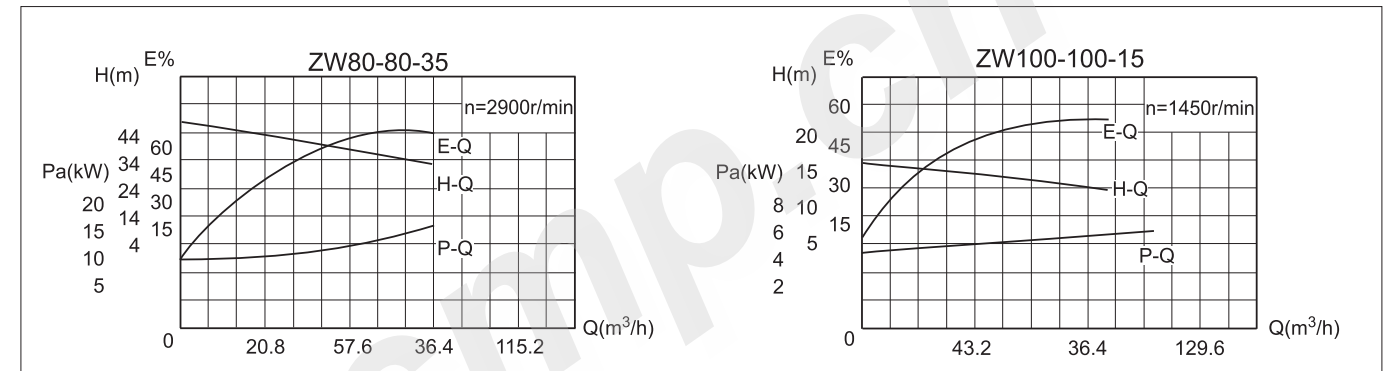 ZW80-80-35
E%
H(m)
n=2900r/min
44
60
E-Q
Pa(kW)
34
45
H-Q
20
24
30
15
14
15
10
4
P-Q
5
0
20.8
57.6
36.4
115.2
Q(m³/h)
ZW100-100-15
E%
H(m)
60
n=1450r/min
20
E-Q
45
Pa(kW)
15
30
H-Q
8
10
15
6
5
4
P-Q
2
0
43.2
36.4
129.6
Q(m³/h)
cmp.cn